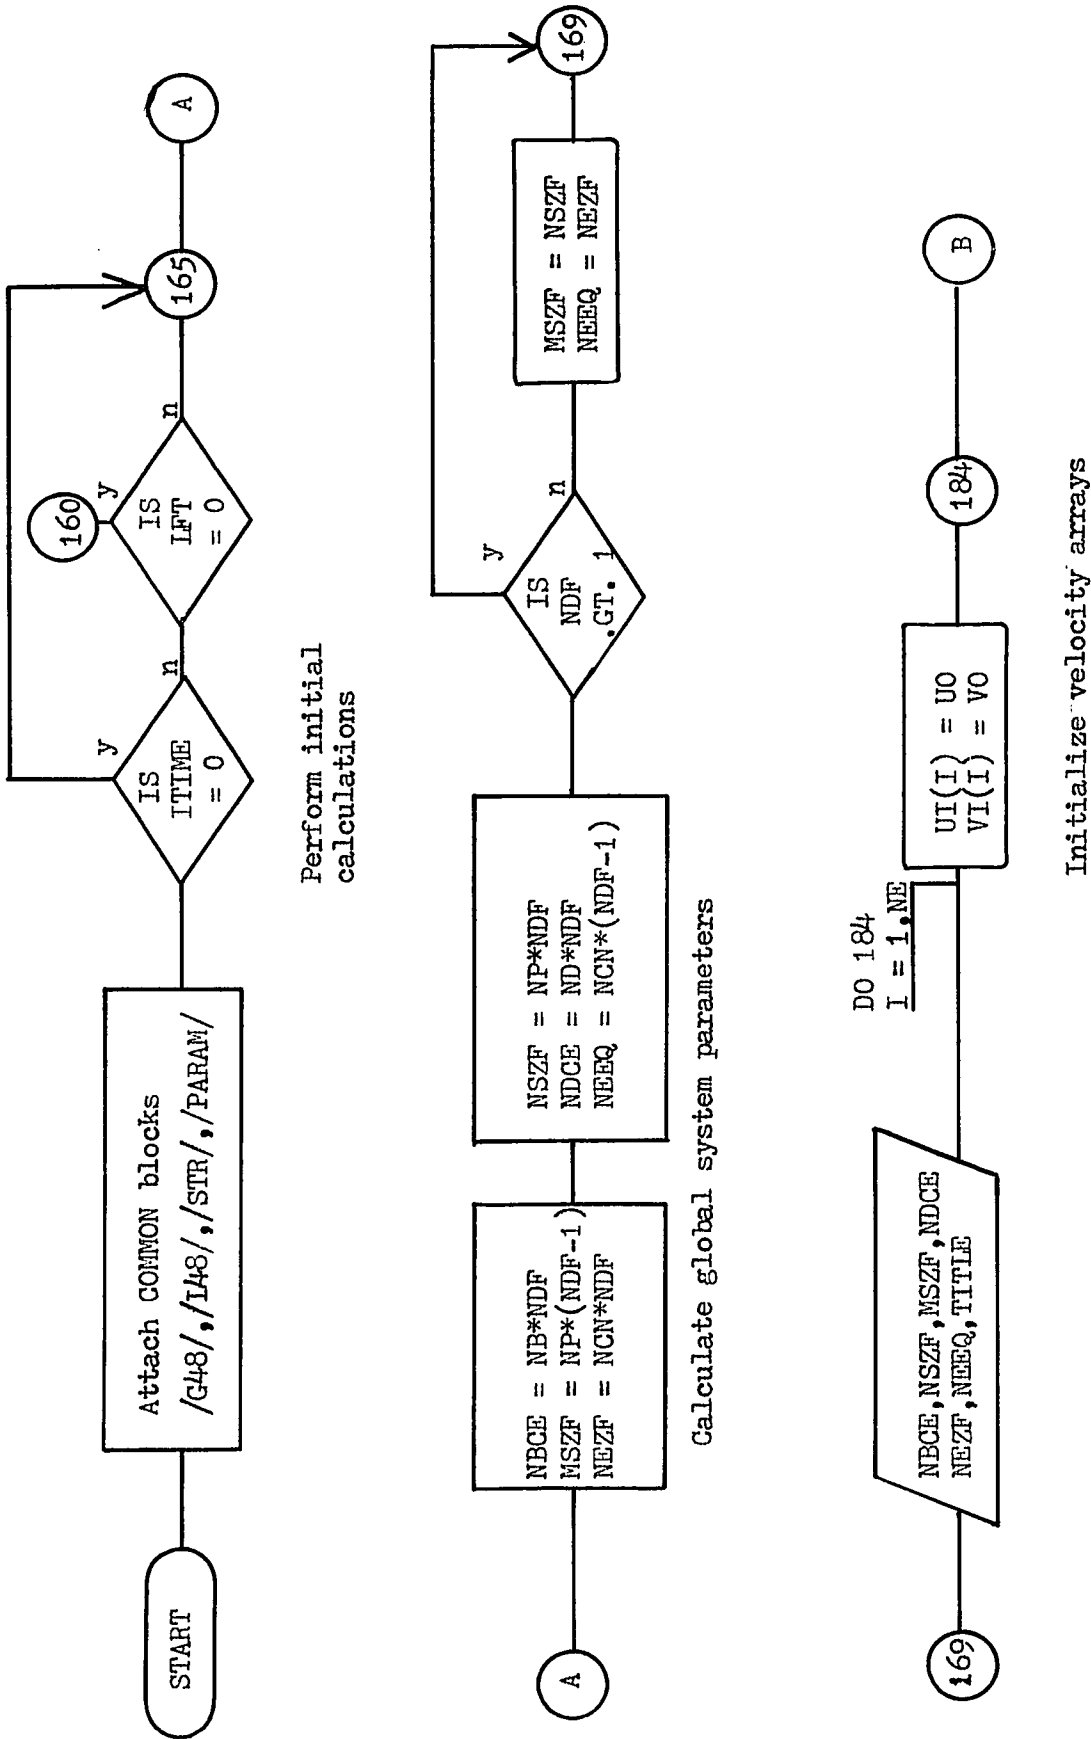 START
Attach COMMON blocks
/G48/,/L48/,/STR/,/PARAM/
IS
ITIME
= 0
y
n
160
IS
LFT
= 0
y
n
165
A
Perform initial
calculations
A
NBCE = NB*NDF
MSZF = NP*(NDF-1)
NEZF = NCN*NDF
NSZF = NP*NDF
NDCE = ND*NDF
NEEQ = NCN*(NDF-1)
IS
NDF
.GT. 1
y
n
MSZF = NSZF
NEEQ = NEZF
169
Calculate global system parameters
169
NBCE,NSZF,MSZF,NDCE
NEZF,NEEQ,TITLE
DO 184
I = 1,NE
UI(I) = UO
VI(I) = VO
184
B
Initialize velocity arrays